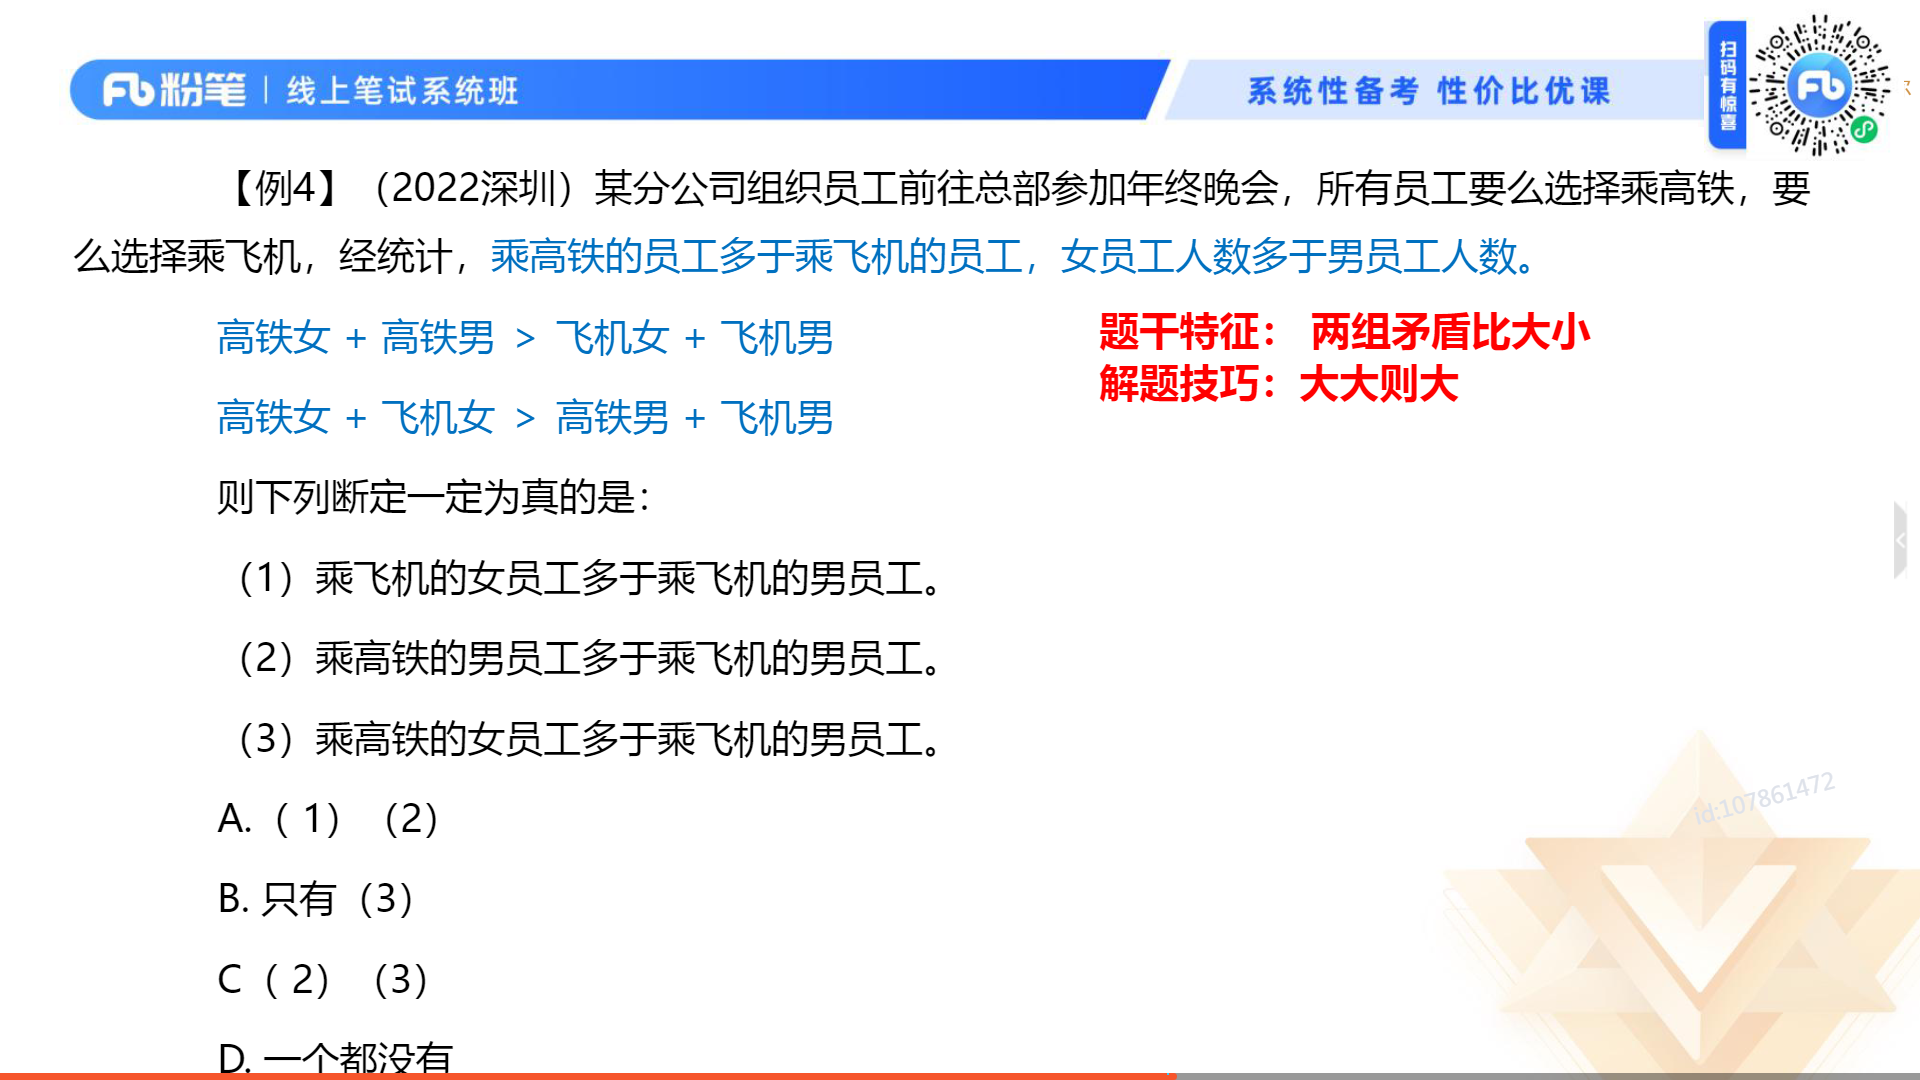 粉笔 | 线上笔试系统班
系统性备考 性价比优课
扫码有惊喜
【例4】（2022深圳）某分公司组织员工前往总部参加年终晚会，所有员工要么选择乘高铁，要
么选择乘飞机，经统计，乘高铁的员工多于乘飞机的员工，女员工人数多于男员工人数。
高铁女 + 高铁男 > 飞机女 + 飞机男
题干特征： 两组矛盾比大小
解题技巧：大大则大
高铁女 + 飞机女 > 高铁男 + 飞机男
则下列断定一定为真的是：
（1）乘飞机的女员工多于乘飞机的男员工。
（2）乘高铁的男员工多于乘飞机的男员工。
（3）乘高铁的女员工多于乘飞机的男员工。
A.（ 1）（2）
id:107861472
B. 只有（3）
C（ 2）（3）
D. 一个都没有